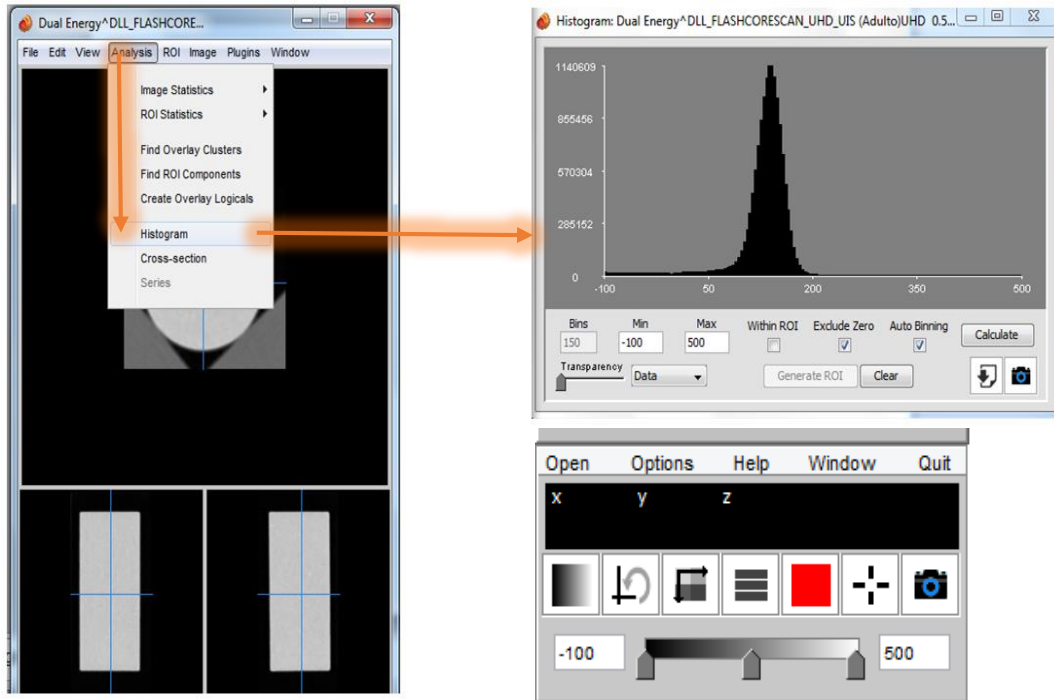 Dual Energy^DLL_FLASHCORE...
File Edit View Analysis ROI Image Plugins Window
Image Statistics
ROI Statistics
Find Overlay Clusters
Find ROI Components
Create Overlay Logicals
Histogram
Cross-section
Series
Histogram: Dual Energy^DLL_FLASHCORESCAN_UHD_UIS (Adulto)UHD 0.5...
1140609
855456
570304
285152
0
-100 50 200 350 500
Bins Min Max Within ROI Exclude Zero Auto Binning
150 -100 500 Calculate
Transparency
Data Generate ROI Clear
Open Options Help Window Quit
x y z
-100 500